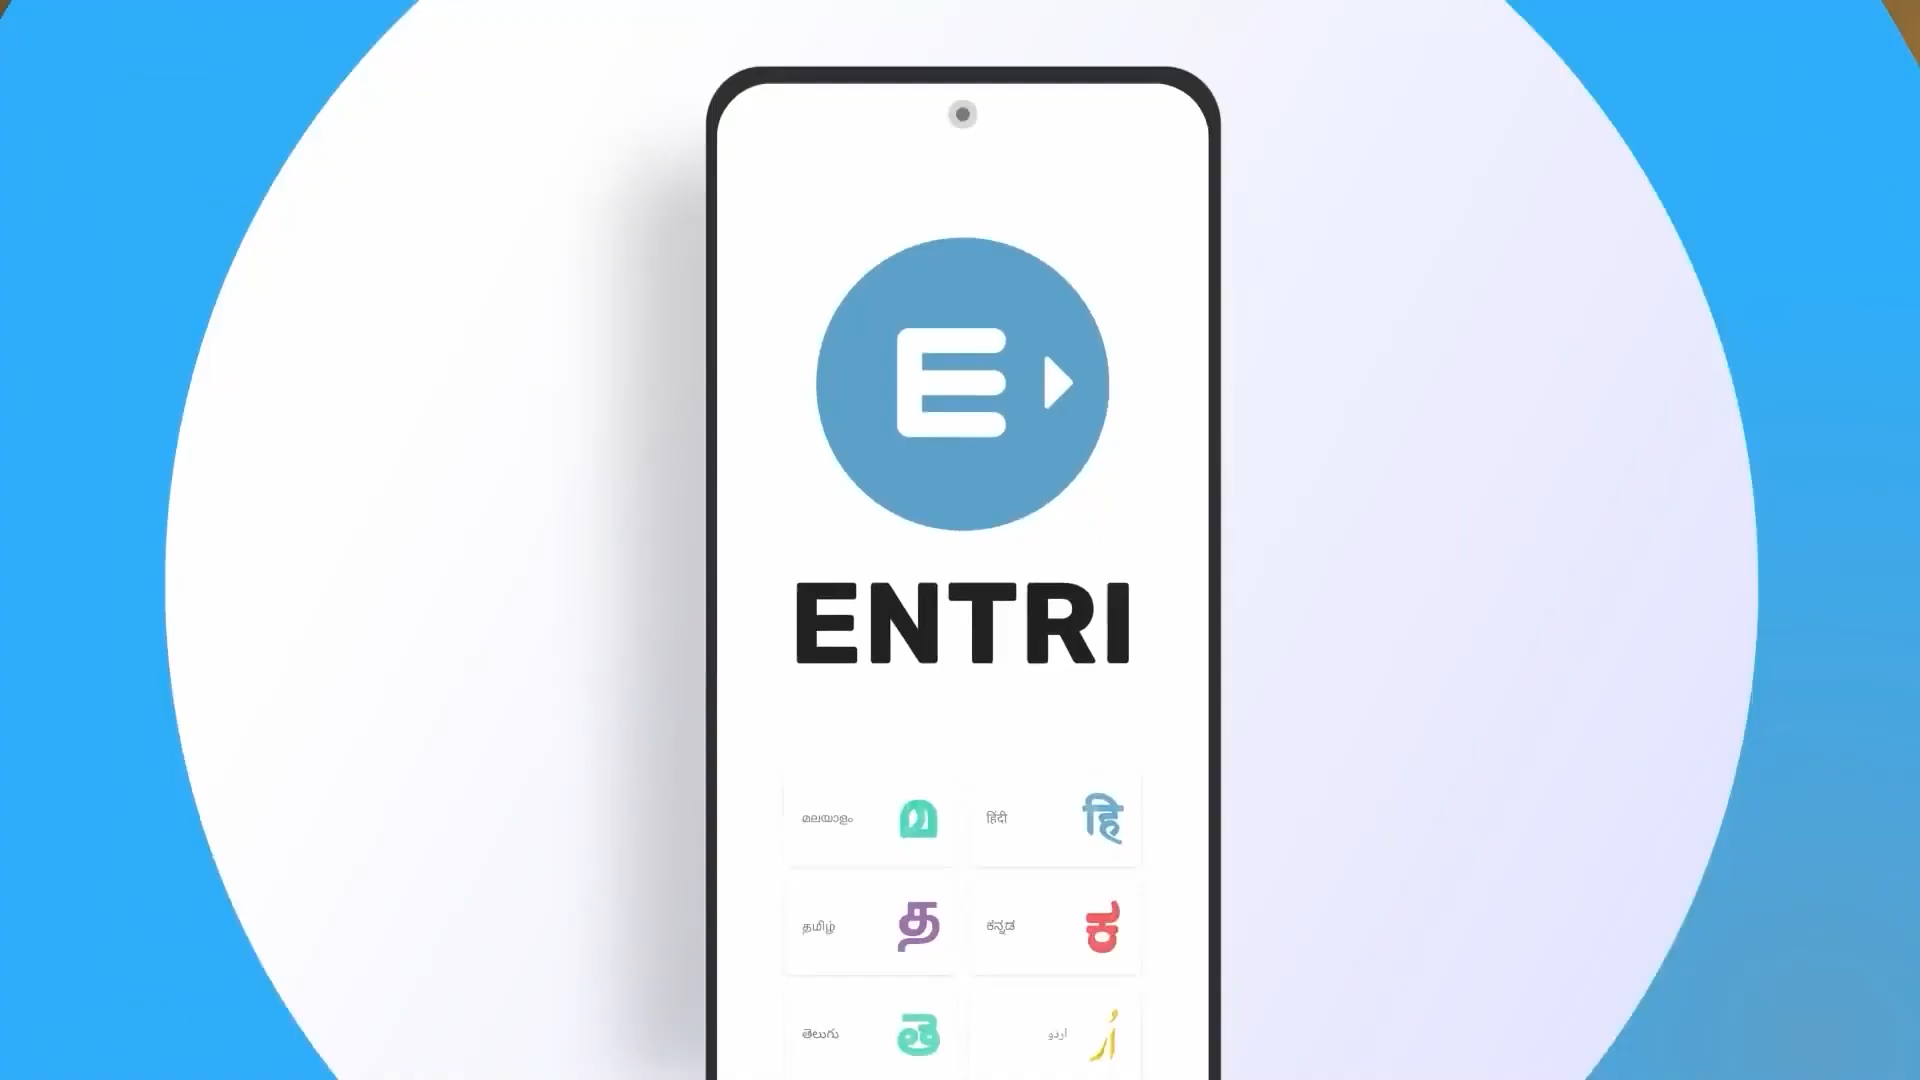 E
ENTRI
മലയാളം മ
हिंदी हि
தமிழ் த
ಕನ್ನಡ ಕ
తెలుగు తె
اردو اُر